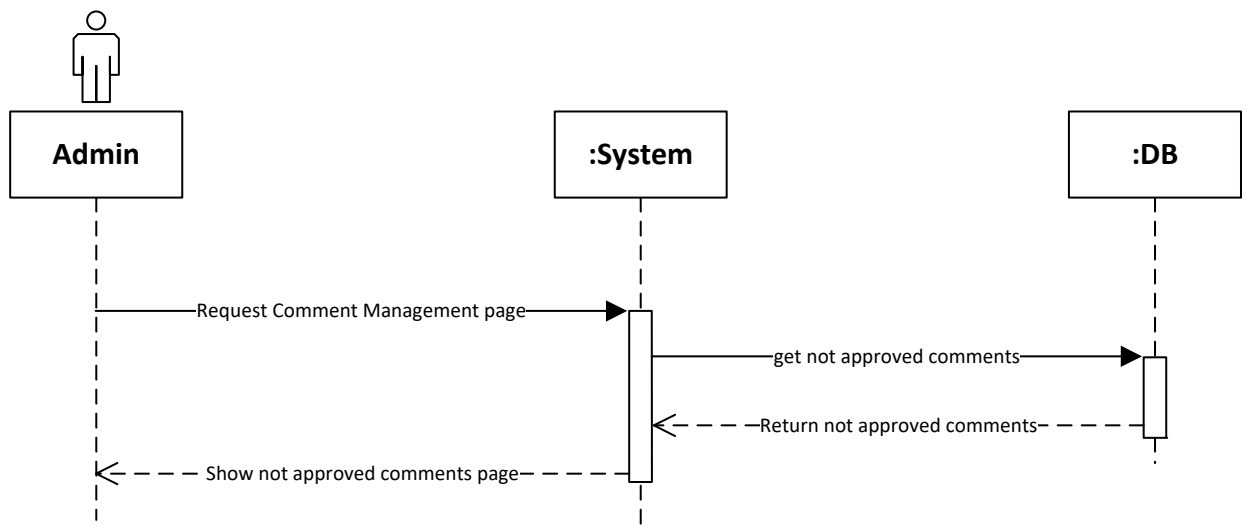 Admin
:System
:DB
Request Comment Management page
get not approved comments
Return not approved comments
Show not approved comments page